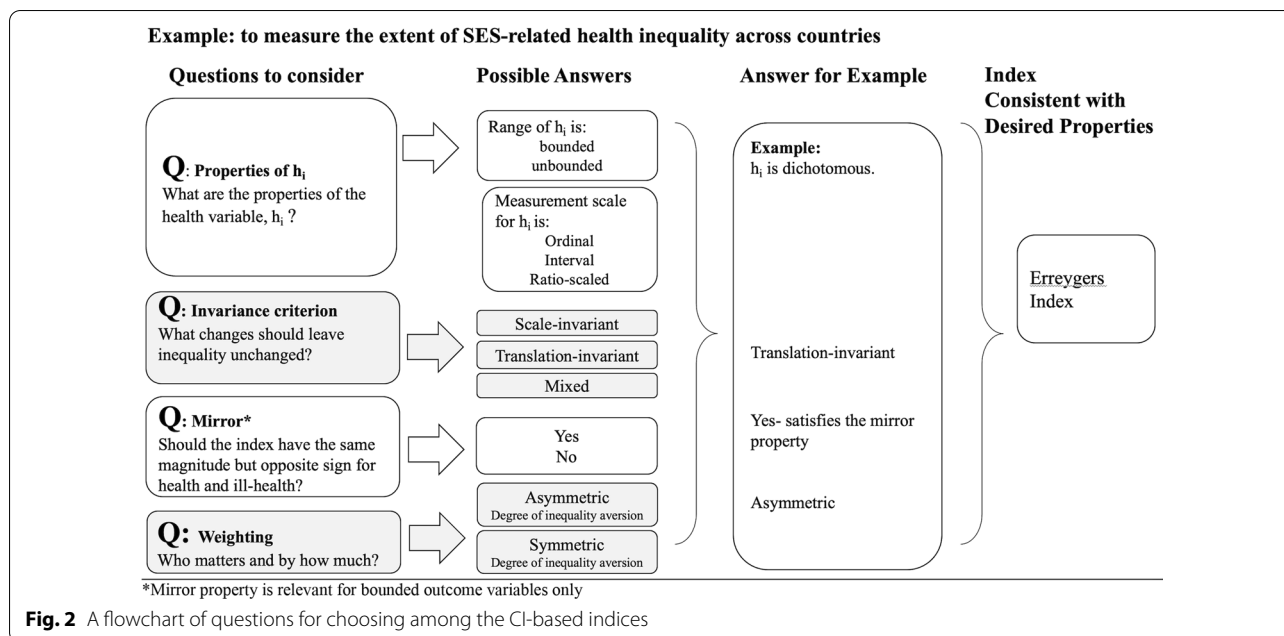 Example: to measure the extent of SES-related health inequality across countries
Questions to consider
Possible Answers
Answer for Example
Index
Consistent with
Desired Properties
Q: Properties of hi
What are the properties of the
health variable, hi ?
Range of hi is:
bounded
unbounded
Measurement scale
for hi is:
Ordinal
Interval
Ratio-scaled
Q: Invariance criterion
What changes should leave
inequality unchanged?
Scale-invariant
Translation-invariant
Mixed
Q: Mirror*
Should the index have the same
magnitude but opposite sign for
health and ill-health?
Yes
No
Q: Weighting
Who matters and by how much?
Asymmetric
Degree of inequality aversion
Symmetric
Degree of inequality aversion
Example:
hi is dichotomous.
Translation-invariant
Yes- satisfies the mirror
property
Asymmetric
Erreygers
Index
*Mirror property is relevant for bounded outcome variables only
Fig. 2 A flowchart of questions for choosing among the CI-based indices